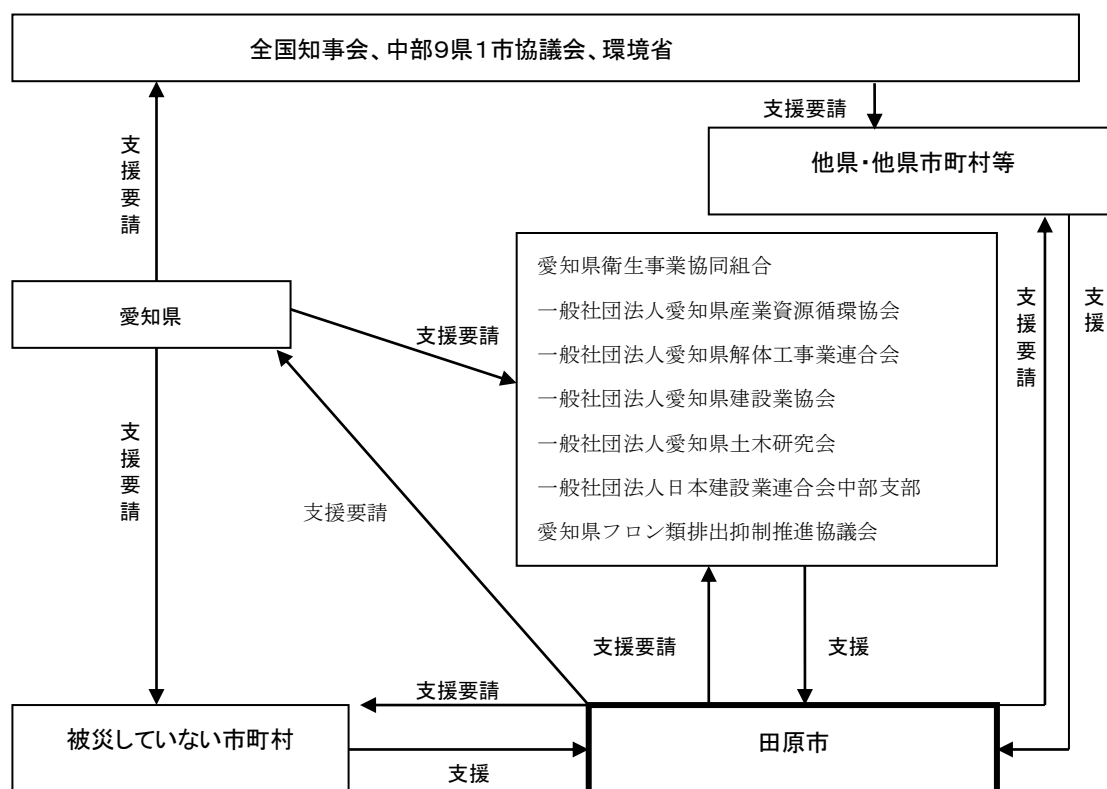 全国知事会、中部9県1市協議会、環境省
支援要請
支援要請
他県・他県市町村等
愛知県衛生事業協同組合
一般社団法人愛知県産業資源循環協会
一般社団法人愛知県解体工事業連合会
一般社団法人愛知県建設業協会
一般社団法人愛知県土木研究会
一般社団法人日本建設業連合会中部支部
愛知県フロン類排出抑制推進協議会
愛知県
支援要請
支援要請
支援
支援要請
支援要請
支援要請
支援
支援要請
被災していない市町村
支援
田原市